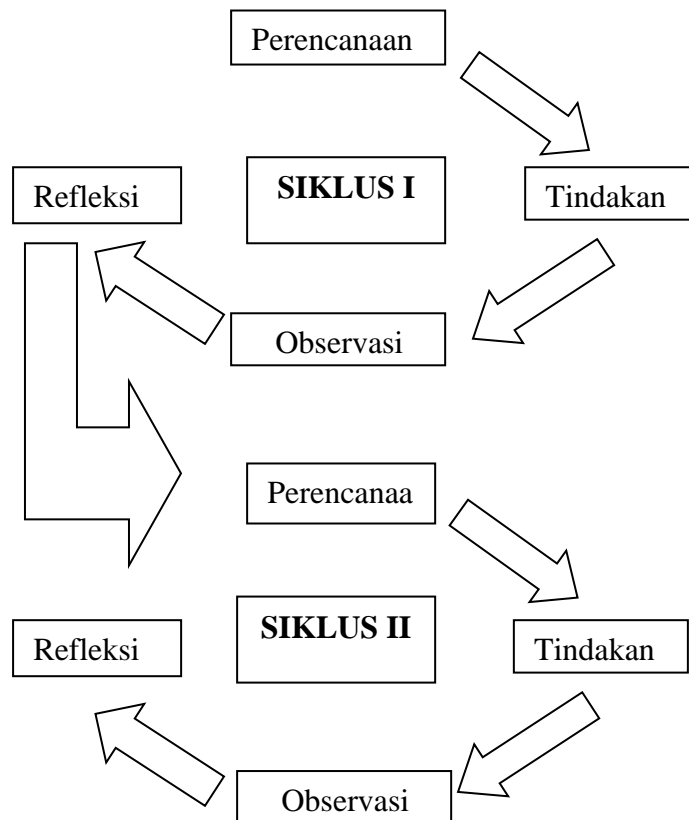 Perencanaan
Refleksi
SIKLUS I
Tindakan
Observasi
Perencanaa
Refleksi
SIKLUS II
Tindakan
Observasi